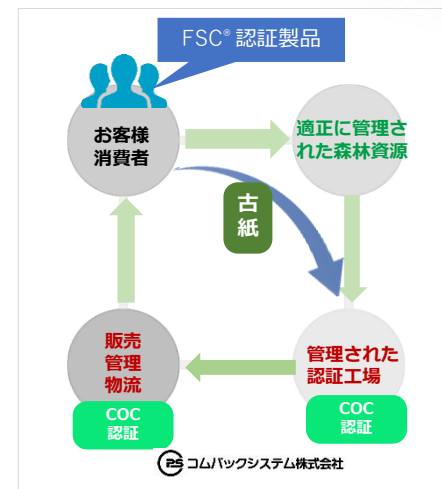 FSC® 認証製品
お客様
消費者
適正に管理さ
れた森林資源
古
紙
販売
管理
物流
管理された
認証工場
COC
認証
COC
認証
PS コムパックシステム株式会社